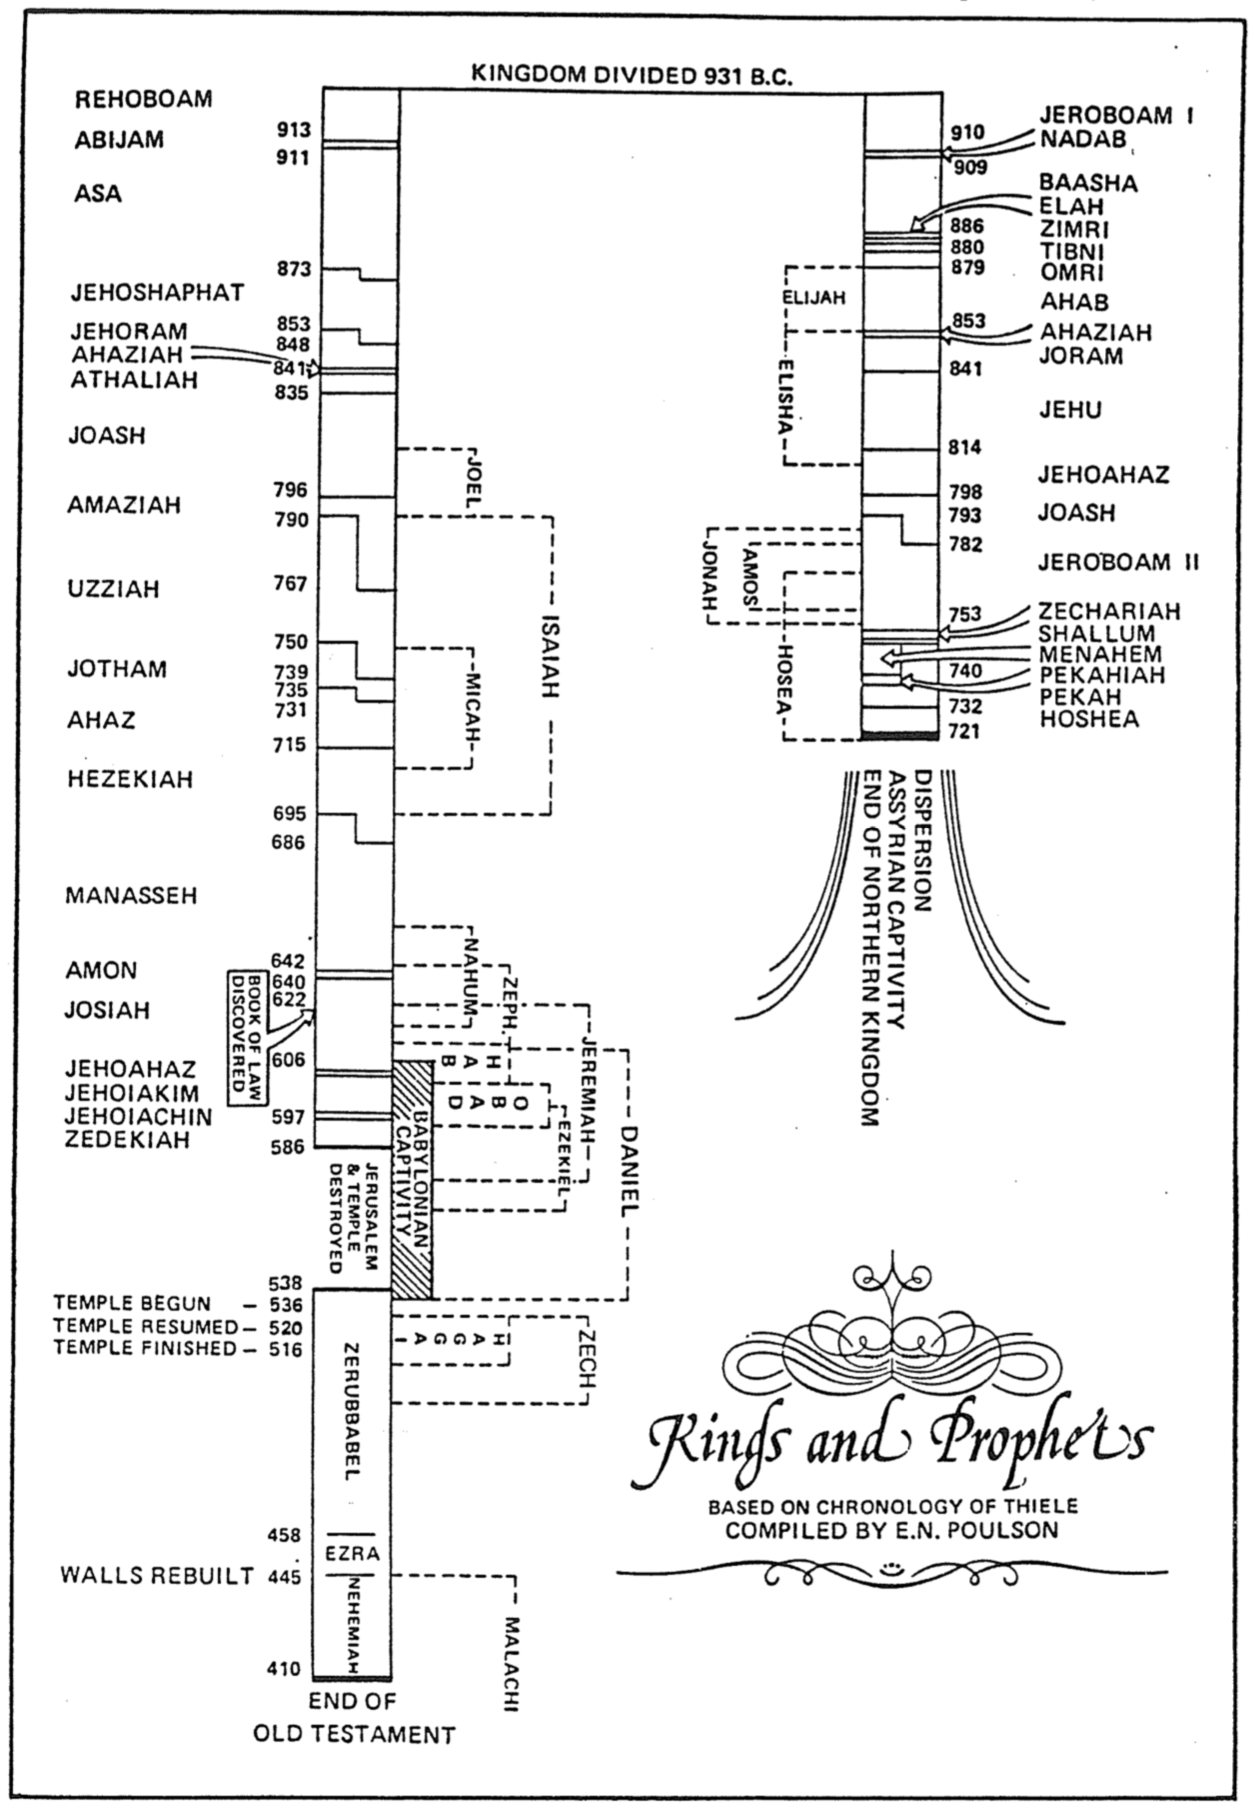 KINGDOM DIVIDED 931 B.C.
REHOBOAM
913
ABIJAM
911
ASA
873
JEHOSHAPHAT
853
JEHORAM
848
AHAZIAH
841
ATHALIAH
835
JOASH
796
AMAZIAH
790
767
UZZIAH
750
JOTHAM
739
735
731
AHAZ
715
HEZEKIAH
695
686
MANASSEH
642
AMON
640
622
JOSIAH
BOOK OF LAW
DISCOVERED
606
JEHOAHAZ
JEHOIAKIM
JEHOIACHIN
597
ZEDEKIAH
586
JERUSALEM
& TEMPLE
DESTROYED
BABYLONIAN
CAPTIVITY
538
TEMPLE BEGUN – 536
TEMPLE RESUMED – 520
TEMPLE FINISHED – 516
ZERUBBABEL
458
EZRA
WALLS REBUILT 445
NEHEMIAH
410
END OF
OLD TESTAMENT
JOEL
ISAIAH
MICAH
NAHUM
ZEPH.
HAB
OBAD
JEREMIAH
EZEKIEL
DANIEL
HAGGA
ZECH
MALACHI
JEROBOAM I
910
NADAB
909
BAASHA
ELAH
886
ZIMRI
880
TIBNI
879
OMRI
ELIJAH
AHAB
853
AHAZIAH
JORAM
841
ELISHA
JEHU
814
JEHOAHAZ
798
793
JOASH
782
JONAH
AMOS
JEROBOAM II
HOSEA
753
ZECHARIAH
SHALLUM
MENAHEM
740
PEKAHIAH
PEKAH
732
HOSHEA
721
DISPERSION
ASSYRIAN CAPTIVITY
END OF NORTHERN KINGDOM
Kings and Prophets
BASED ON CHRONOLOGY OF THIELE
COMPILED BY E.N. POULSON